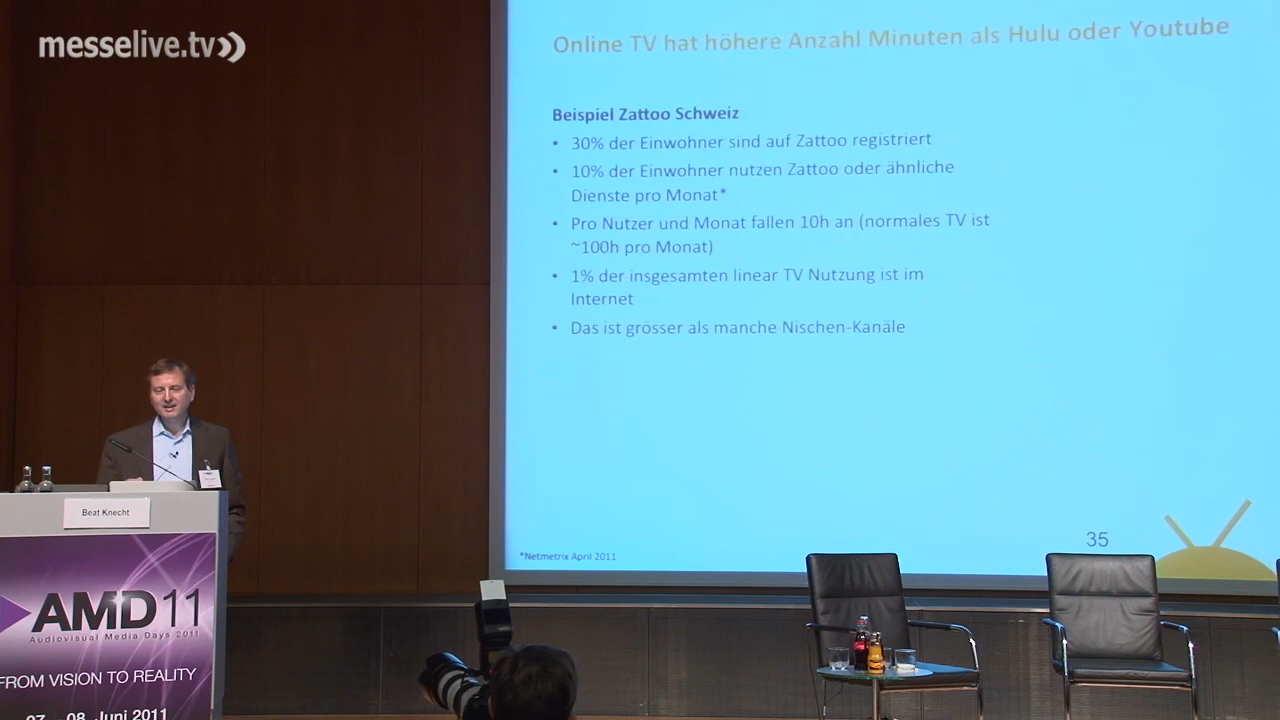 messelive.tv
Online TV hat höhere Anzahl Minuten als Hulu oder Youtube
Beispiel Zattoo Schweiz
• 30% der Einwohner sind auf Zattoo registriert
• 10% der Einwohner nutzen Zattoo oder ähnliche
Dienste pro Monat*
• Pro Nutzer und Monat fallen 10h an (normales TV ist
~100h pro Monat)
• 1% der insgesamten linear TV Nutzung ist im
Internet
• Das ist grösser als manche Nischen-Kanäle
*Netmetrix April 2011
35
Beat Knecht
AMD11
Audiovisual Media Days 2011
FROM VISION TO REALITY
07. - 08. Juni 2011